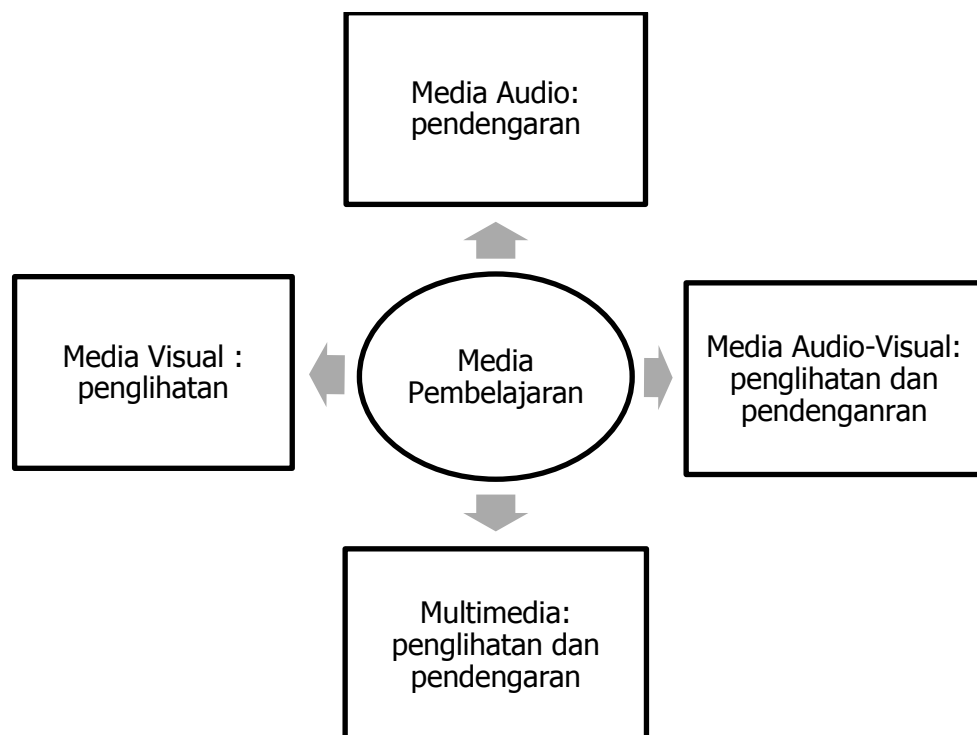 Media Audio:
pendengaran
Media Visual :
penglihatan
Media
Pembelajaran
Media Audio-Visual:
penglihatan dan
pendenganran
Multimedia:
penglihatan dan
pendengaran